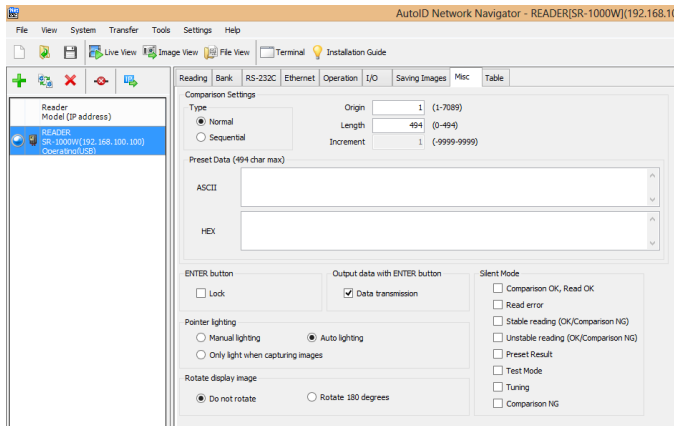 AutoID Network Navigator - READER[SR-1000W](192.168.10
File View System Transfer Tools Settings Help
Live View Image View File View Terminal Installation Guide
Reading Bank RS-232C Ethernet Operation I/O Saving Images Misc Table
Reader
Model (IP address)
READER
SR-1000W(192.168.100.100)
Operating(USB)
Comparison Settings
Type
Normal
Sequential
Origin 1 (1-7089)
Length 494 (0-494)
Increment 1 (-9999-9999)
Preset Data (494 char max)
ASCII
HEX
ENTER button
Lock
Output data with ENTER button
Data transmission
Pointer lighting
Manual lighting Auto lighting
Only light when capturing images
Rotate display image
Do not rotate Rotate 180 degrees
Silent Mode
Comparison OK, Read OK
Read error
Stable reading (OK/Comparison NG)
Unstable reading (OK/Comparison NG)
Preset Result
Test Mode
Tuning
Comparison NG